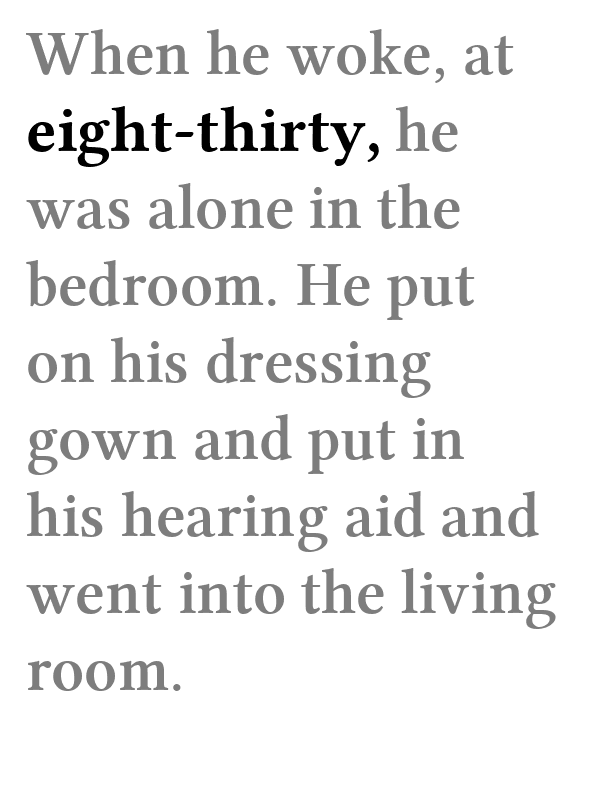 When he woke, at
eight-thirty, he
was alone in the
bedroom. He put
on his dressing
gown and put in
his hearing aid and
went into the living
room.